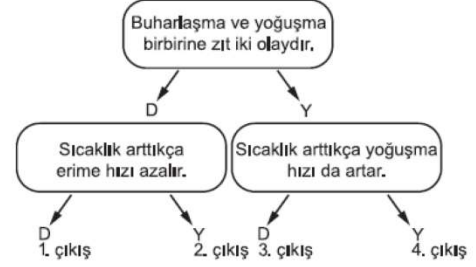 Buharlaşma ve yoğuşma
birbirine zıt iki olaydır.
D Y
Sıcaklık arttıkça
erime hızı azalır.
Sıcaklık arttıkça yoğuşma
hızı da artar.
D Y D Y
1. çıkış 2. çıkış 3. çıkış 4. çıkış